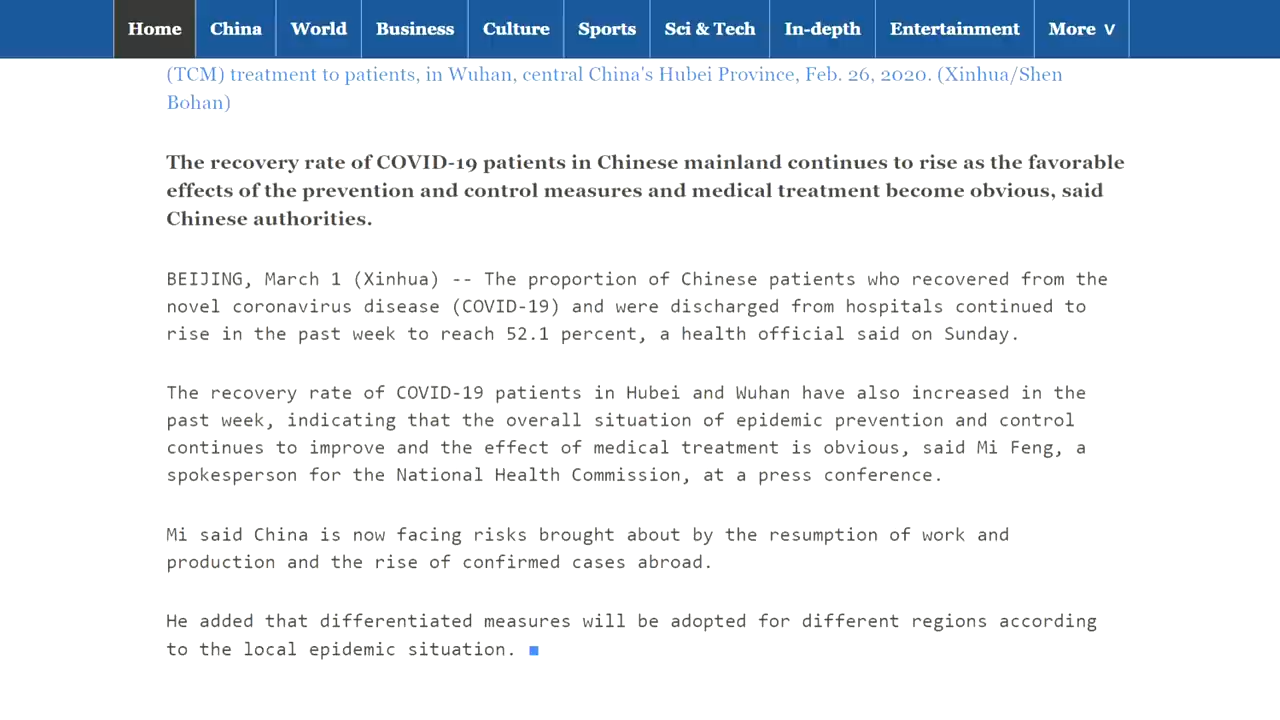 Home China World Business Culture Sports Sci & Tech In-depth Entertainment More ∨
(TCM) treatment to patients, in Wuhan, central China's Hubei Province, Feb. 26, 2020. (Xinhua/Shen
Bohan)
The recovery rate of COVID-19 patients in Chinese mainland continues to rise as the favorable
effects of the prevention and control measures and medical treatment become obvious, said
Chinese authorities.
BEIJING, March 1 (Xinhua) -- The proportion of Chinese patients who recovered from the
novel coronavirus disease (COVID-19) and were discharged from hospitals continued to
rise in the past week to reach 52.1 percent, a health official said on Sunday.
The recovery rate of COVID-19 patients in Hubei and Wuhan have also increased in the
past week, indicating that the overall situation of epidemic prevention and control
continues to improve and the effect of medical treatment is obvious, said Mi Feng, a
spokesperson for the National Health Commission, at a press conference.
Mi said China is now facing risks brought about by the resumption of work and
production and the rise of confirmed cases abroad.
He added that differentiated measures will be adopted for different regions according
to the local epidemic situation. ■